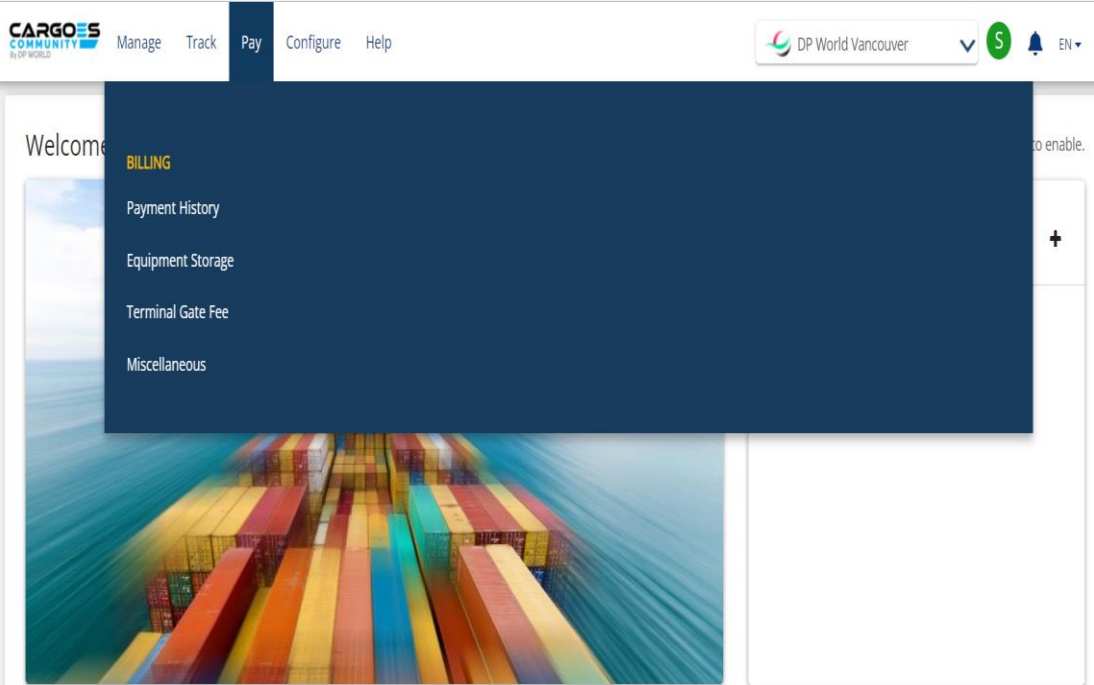 CARGOES
COMMUNITY
By DP WORLD
Manage Track Pay Configure Help
DP World Vancouver
S
EN
Welcome
to enable.
BILLING
Payment History
Equipment Storage
Terminal Gate Fee
Miscellaneous